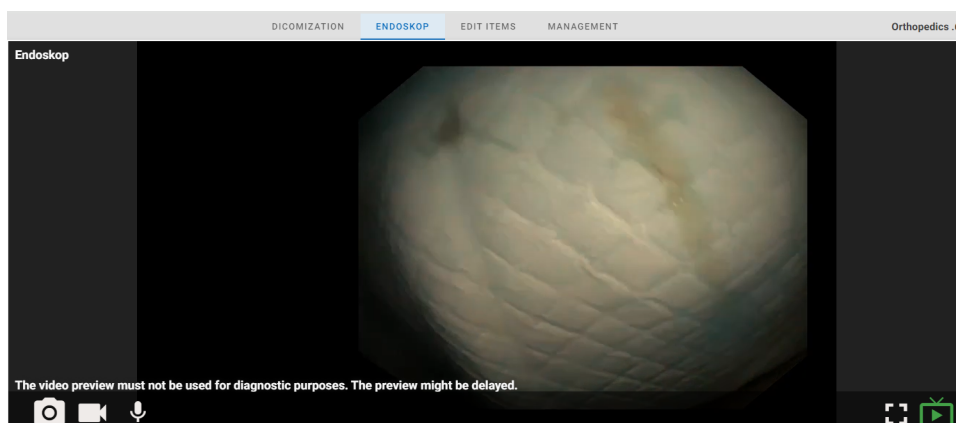 DICOMIZATION ENDOSKOP EDIT ITEMS MANAGEMENT Orthopedics
Endoskop
The video preview must not be used for diagnostic purposes. The preview might be delayed.